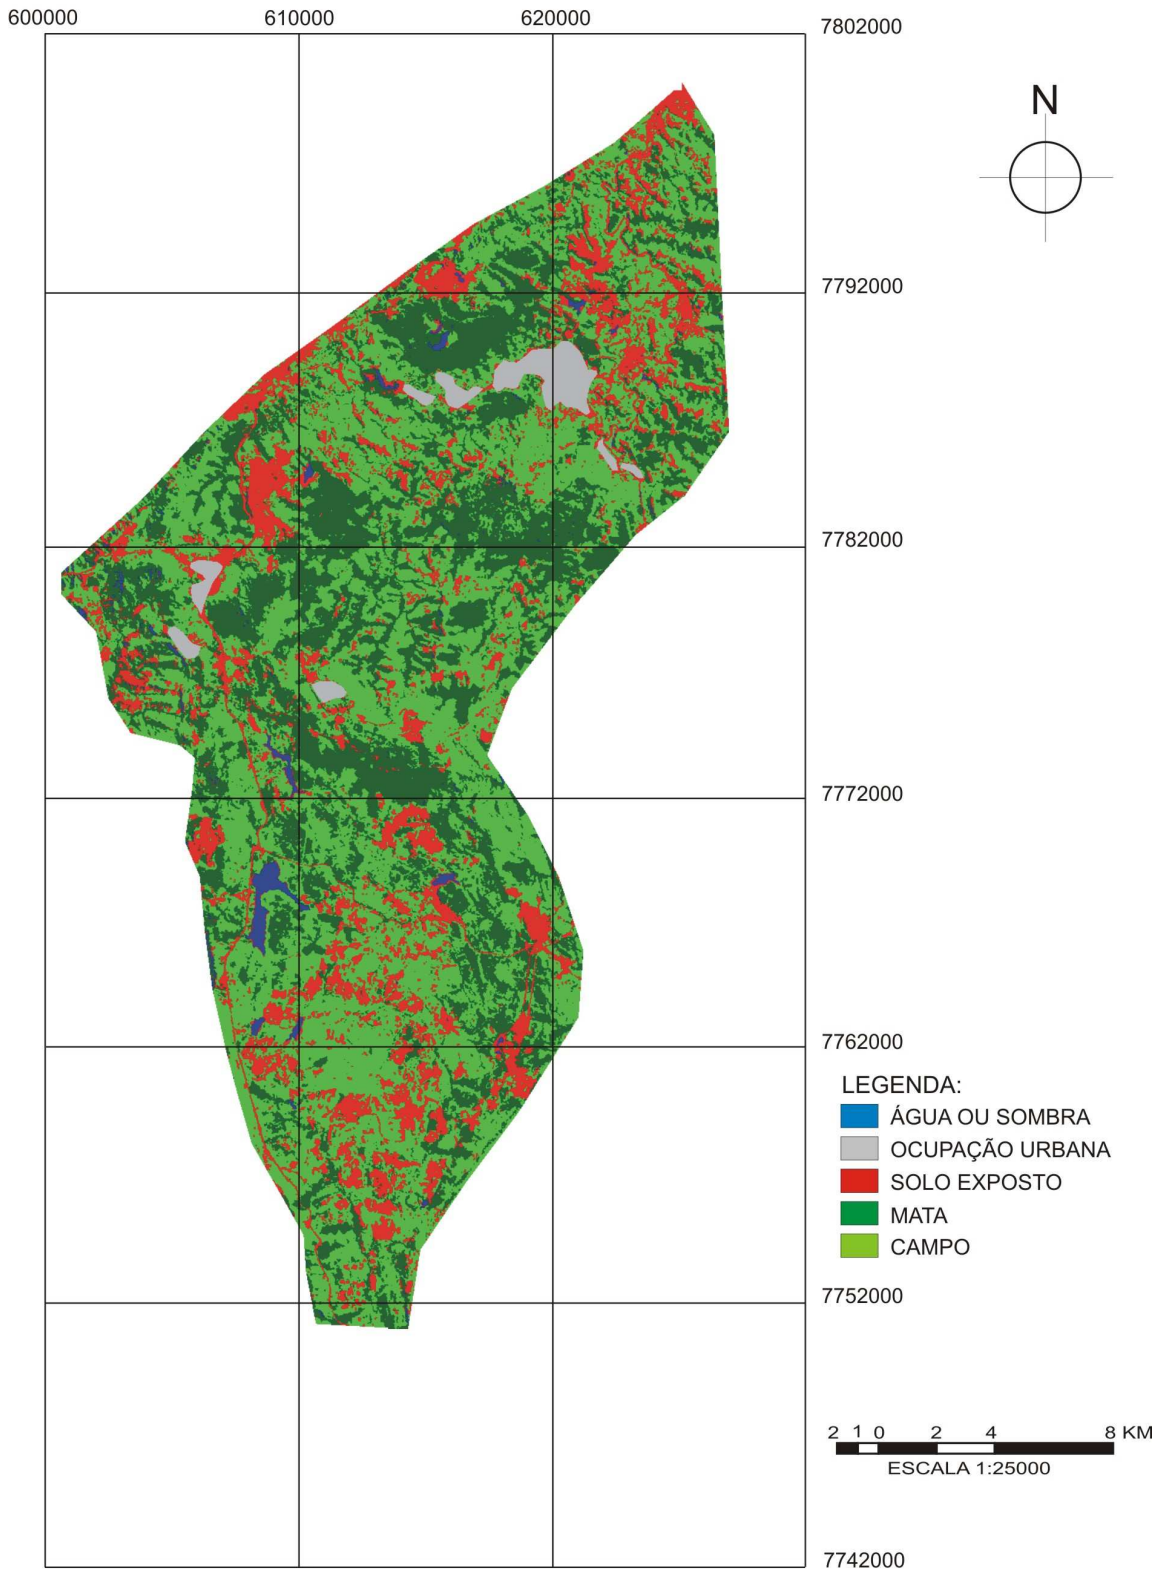 600000 610000 620000
7802000
N
7792000
7782000
7772000
7762000
LEGENDA:
ÁGUA OU SOMBRA
OCUPAÇÃO URBANA
SOLO EXPOSTO
MATA
CAMPO
7752000
2 1 0 2 4 8 KM
ESCALA 1:25000
7742000